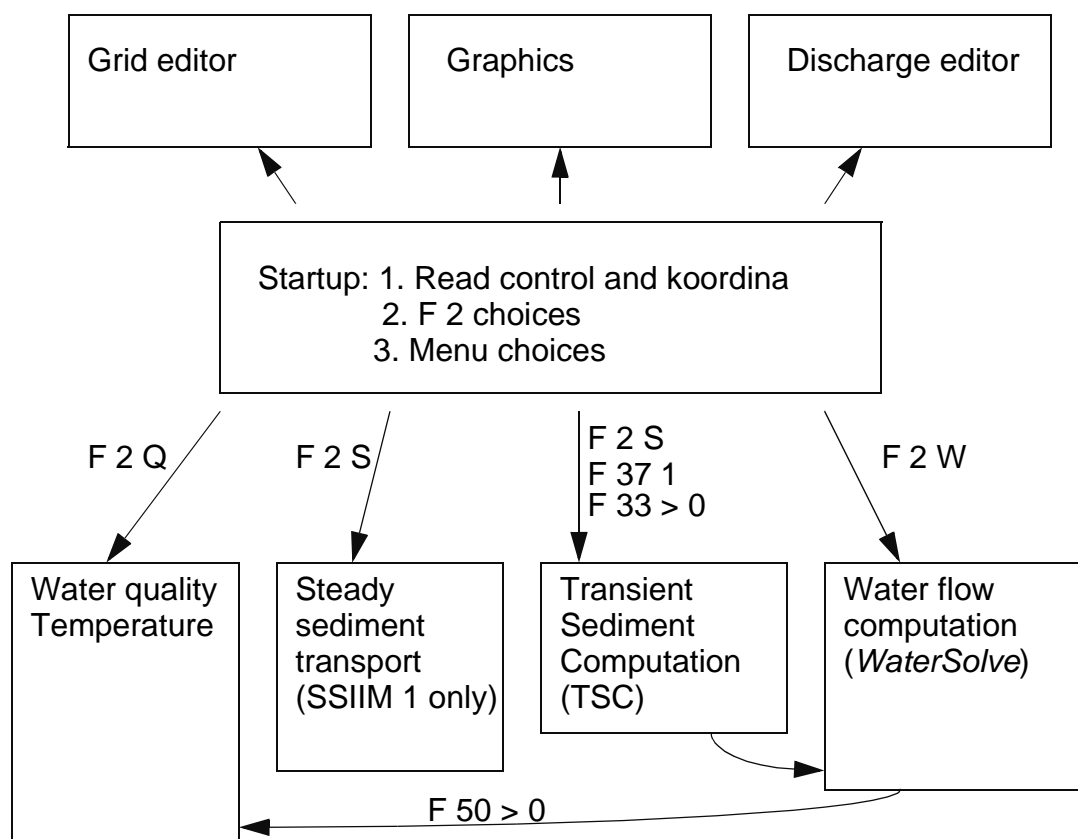 Grid editor
Graphics
Discharge editor
Startup: 1. Read control and koordina
2. F 2 choices
3. Menu choices
F 2 Q
F 2 S
F 2 S
F 37 1
F 33 > 0
F 2 W
Water quality
Temperature
Steady
sediment
transport
(SSIIM 1 only)
Transient
Sediment
Computation
(TSC)
Water flow
computation
(WaterSolve)
F 50 > 0